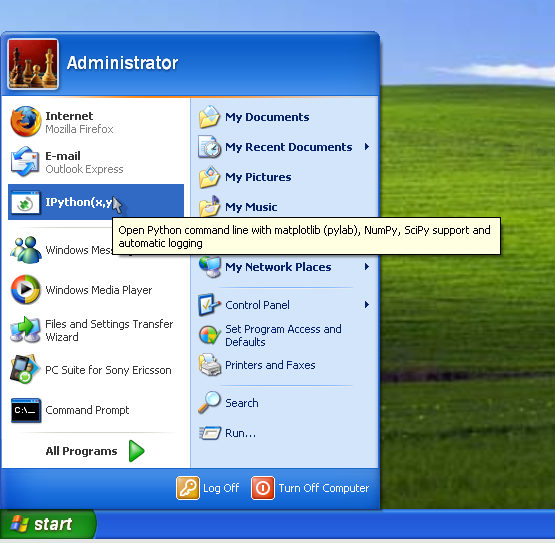 Administrator
Internet
Mozilla Firefox
E-mail
Outlook Express
IPython(x,y)
Windows Mess
Windows Media Player
Files and Settings Transfer
Wizard
PC Suite for Sony Ericsson
C:\_
Command Prompt
All Programs
My Documents
My Recent Documents
My Pictures
My Music
Open Python command line with matplotlib (pylab), NumPy, SciPy support and
automatic logging
My Network Places
Control Panel
Set Program Access and
Defaults
Printers and Faxes
Search
Run...
Log Off
Turn Off Computer
start